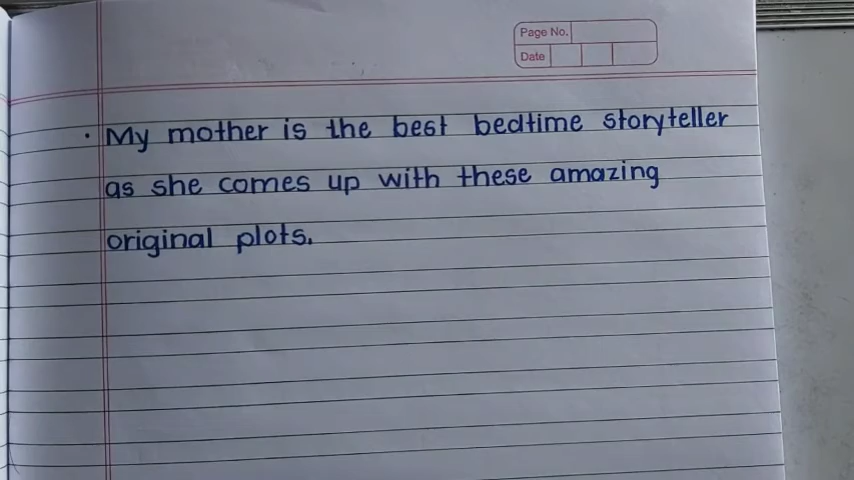 Page No.
Date
· My mother is the best bedtime storyteller
as she comes up with these amazing
original plots.